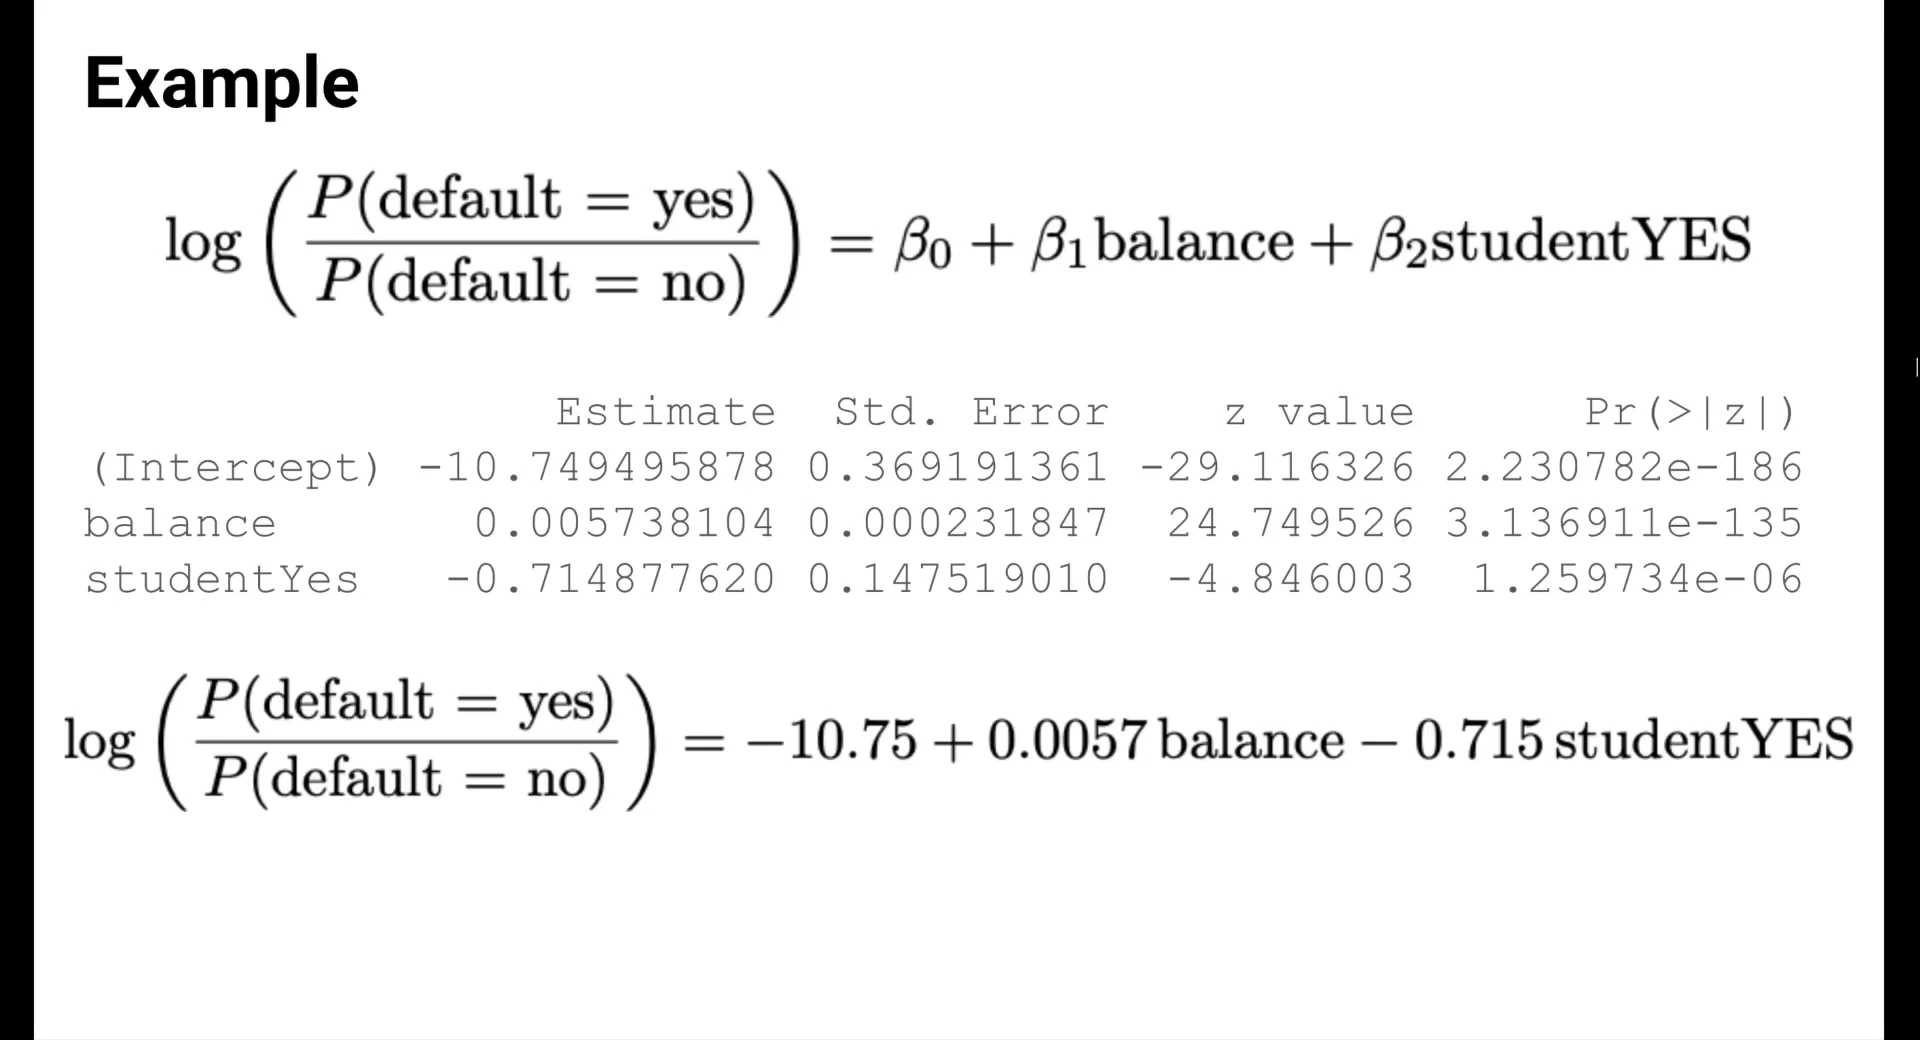 Example
log ( P(default = yes) / P(default = no) ) = β₀ + β₁balance + β₂studentYES
Estimate Std. Error z value Pr(>|z|)
(Intercept) -10.749495878 0.369191361 -29.116326 2.230782e-186
balance 0.005738104 0.000231847 24.749526 3.136911e-135
studentYes -0.714877620 0.147519010 -4.846003 1.259734e-06
log ( P(default = yes) / P(default = no) ) = −10.75 + 0.0057 balance − 0.715 studentYES